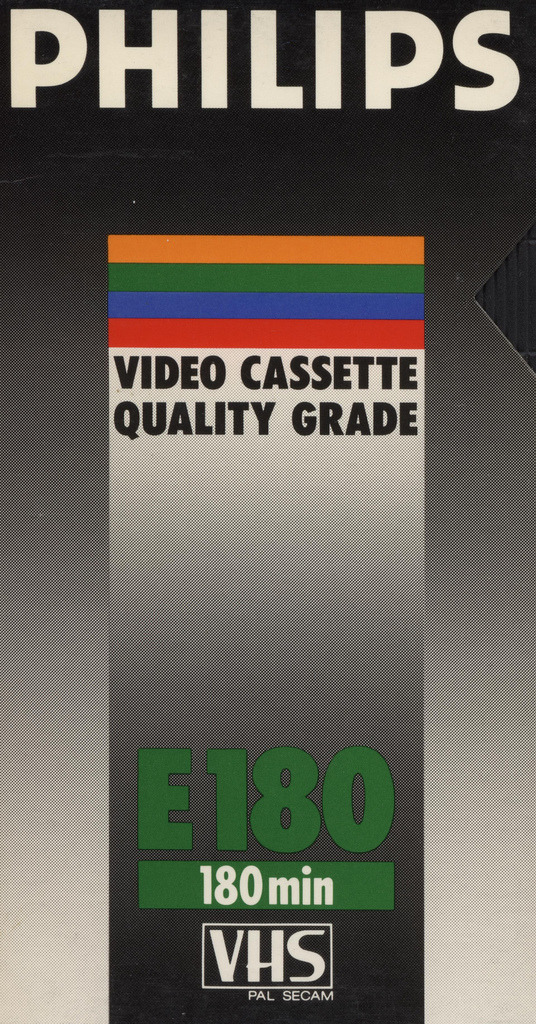 PHILIPS
VIDEO CASSETTE
QUALITY GRADE
E180
180 min
VHS
PAL SECAM